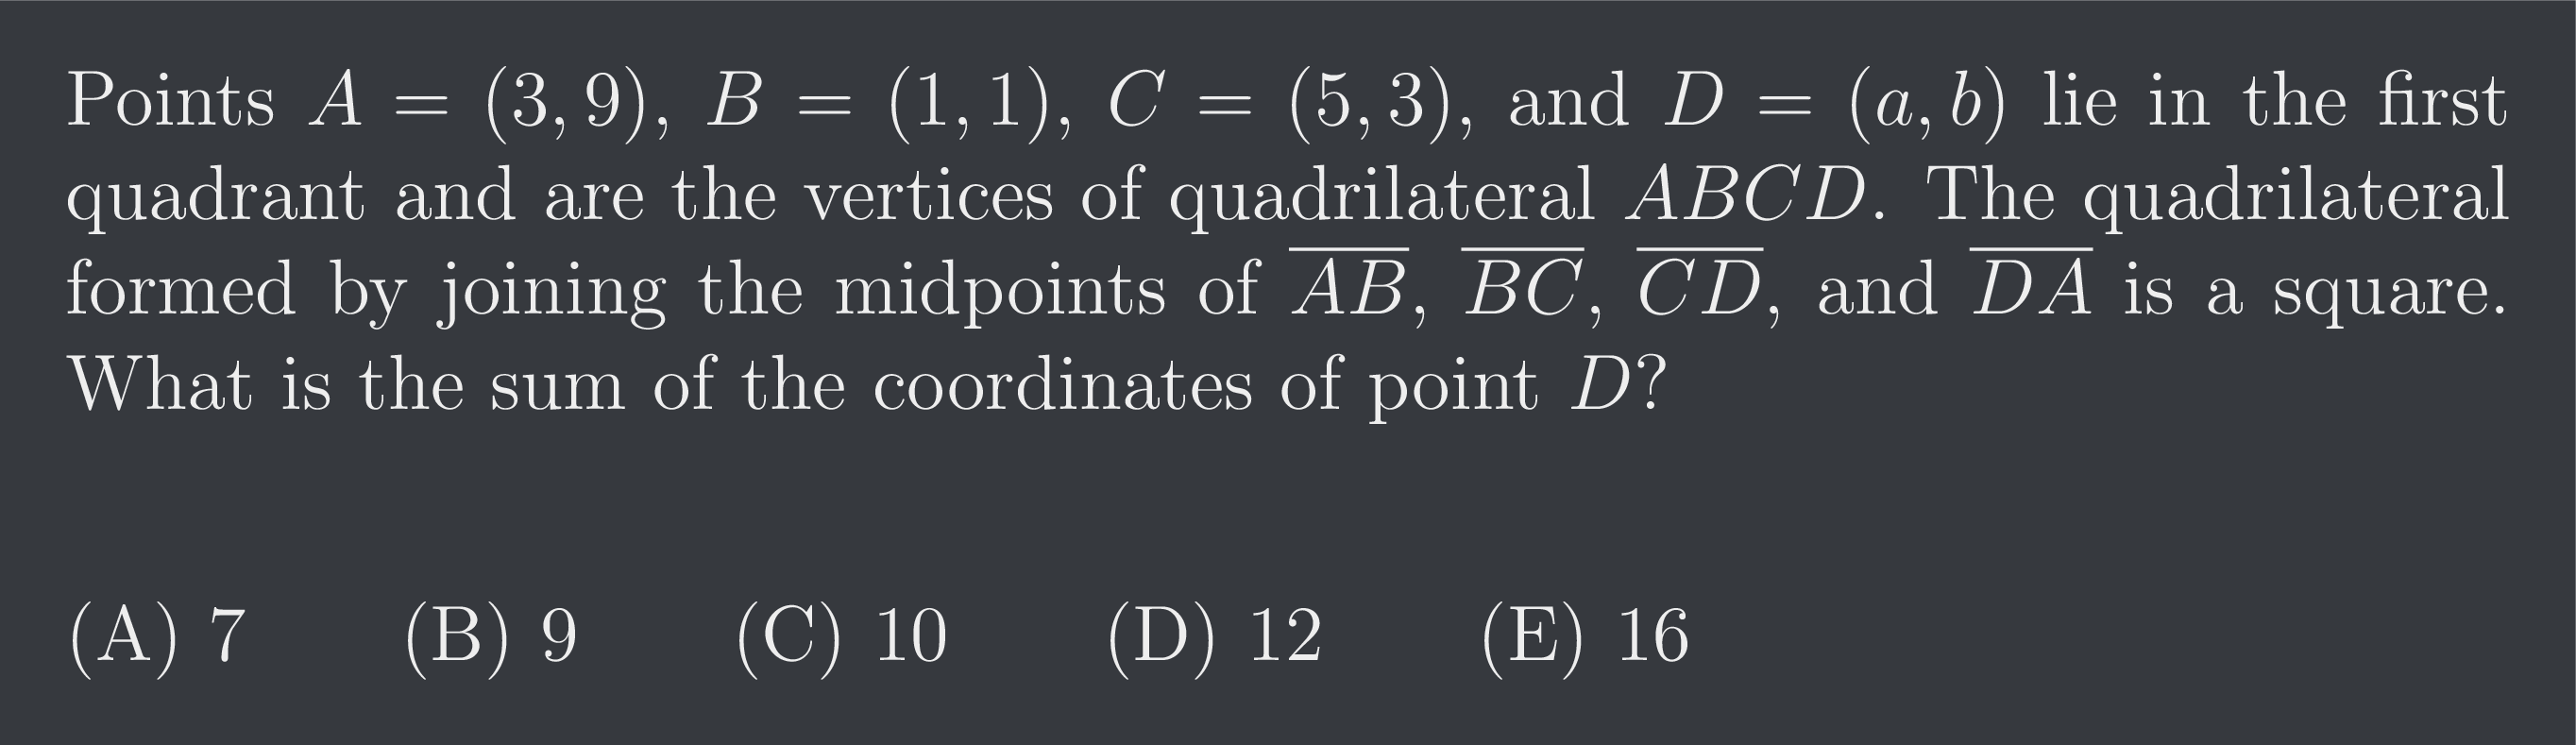 Points A = (3, 9), B = (1, 1), C = (5, 3), and D = (a, b) lie in the first
quadrant and are the vertices of quadrilateral ABCD. The quadrilateral
formed by joining the midpoints of $\overline{AB}$, $\overline{BC}$, $\overline{CD}$, and $\overline{DA}$ is a square.
What is the sum of the coordinates of point D?
(A) 7 (B) 9 (C) 10 (D) 12 (E) 16